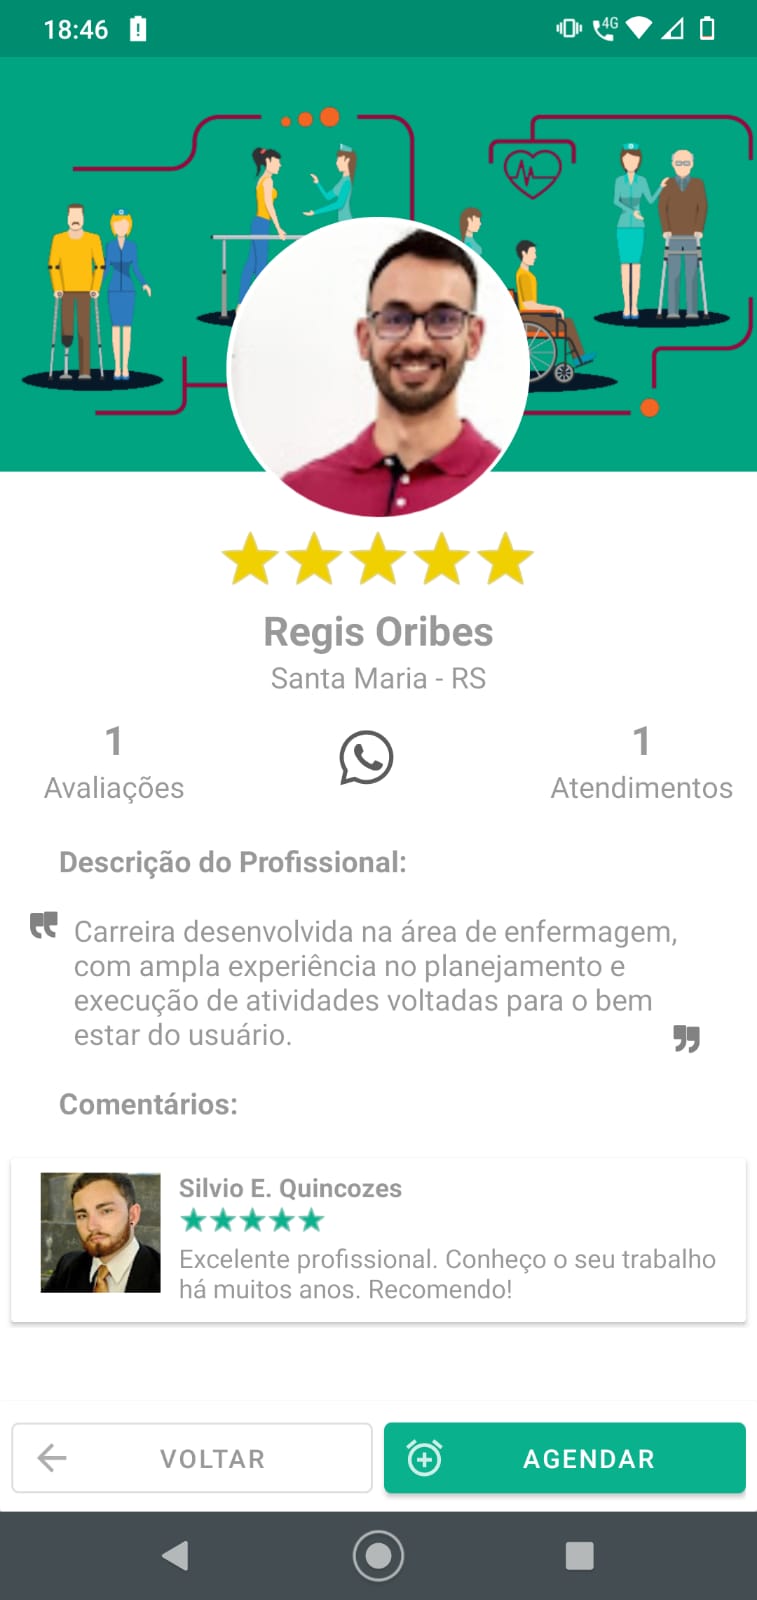 18:46
4G
Regis Oribes
Santa Maria - RS
1
Avaliações
1
Atendimentos
Descrição do Profissional:
Carreira desenvolvida na área de enfermagem,
com ampla experiência no planejamento e
execução de atividades voltadas para o bem
estar do usuário.
Comentários:
Silvio E. Quincozes
Excelente profissional. Conheço o seu trabalho
há muitos anos. Recomendo!
VOLTAR
AGENDAR